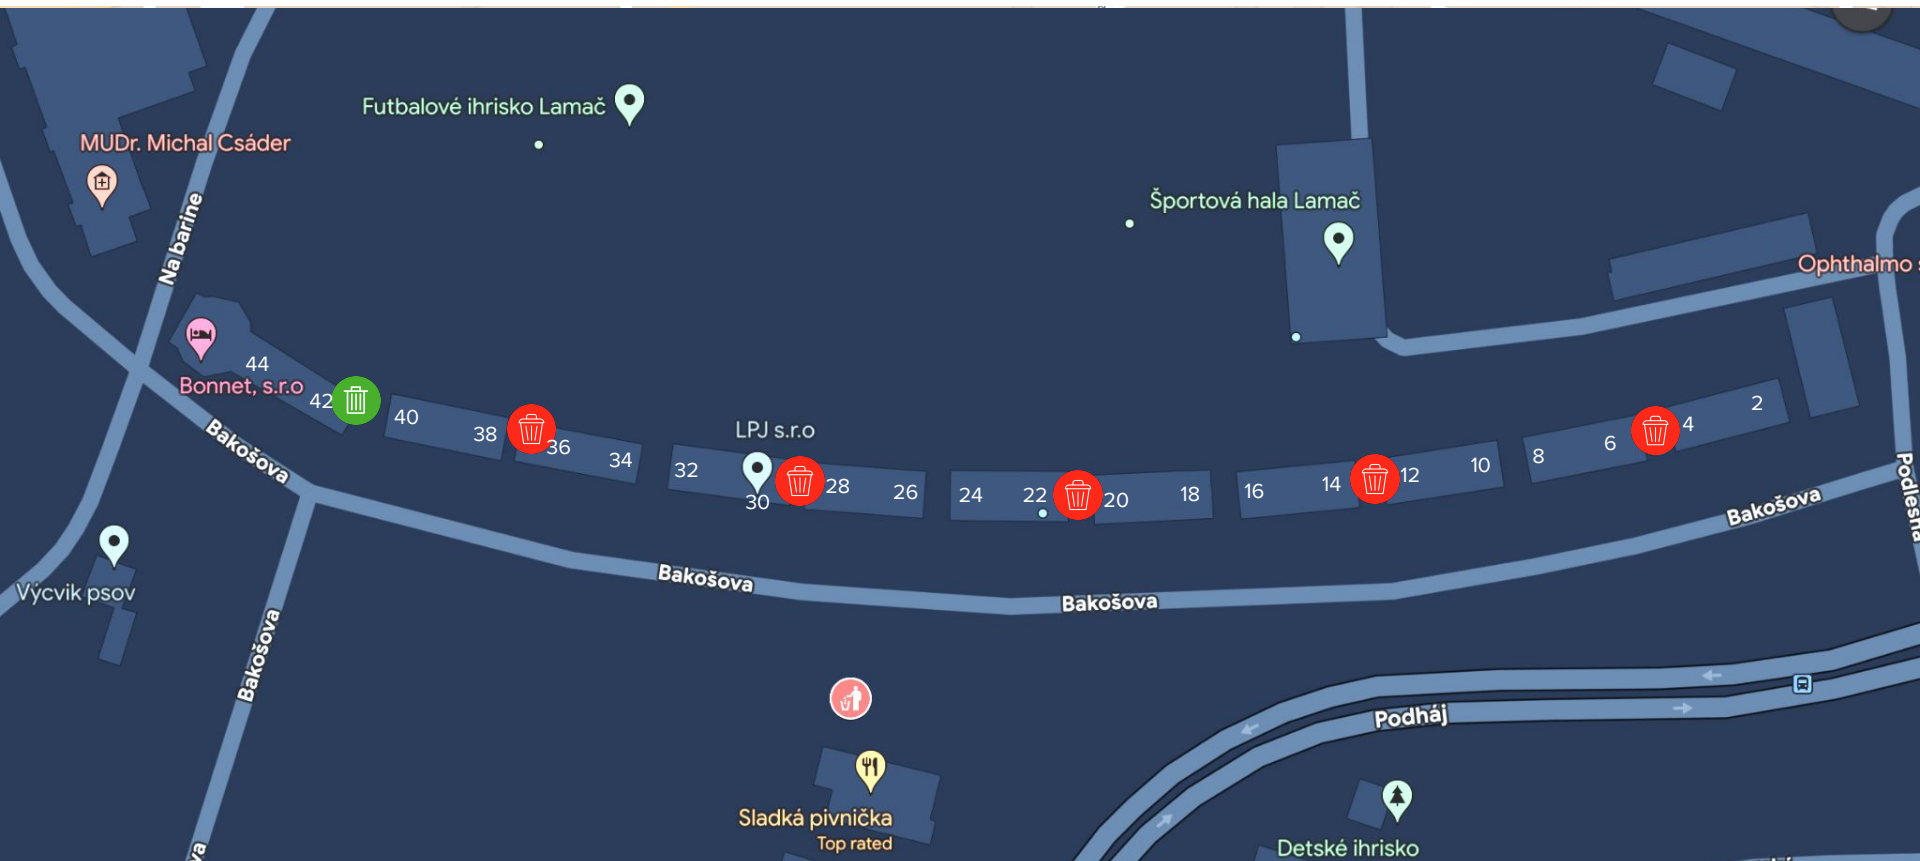 Futbalové ihrisko Lamač
MUDr. Michal Csáder
Na barine
Športová hala Lamač
Ophthalmo
44
Bonnet, s.r.o
42
40
38
36
34
LPJ s.r.o
32
30
28
26
24
22
20
18
16
14
12
10
8
6
4
2
Bakošova
Bakošova
Bakošova
Bakošova
Bakošova
Podlesná
Výcvik psov
Podháj
Sladká pivnička
Top rated
Detské ihrisko